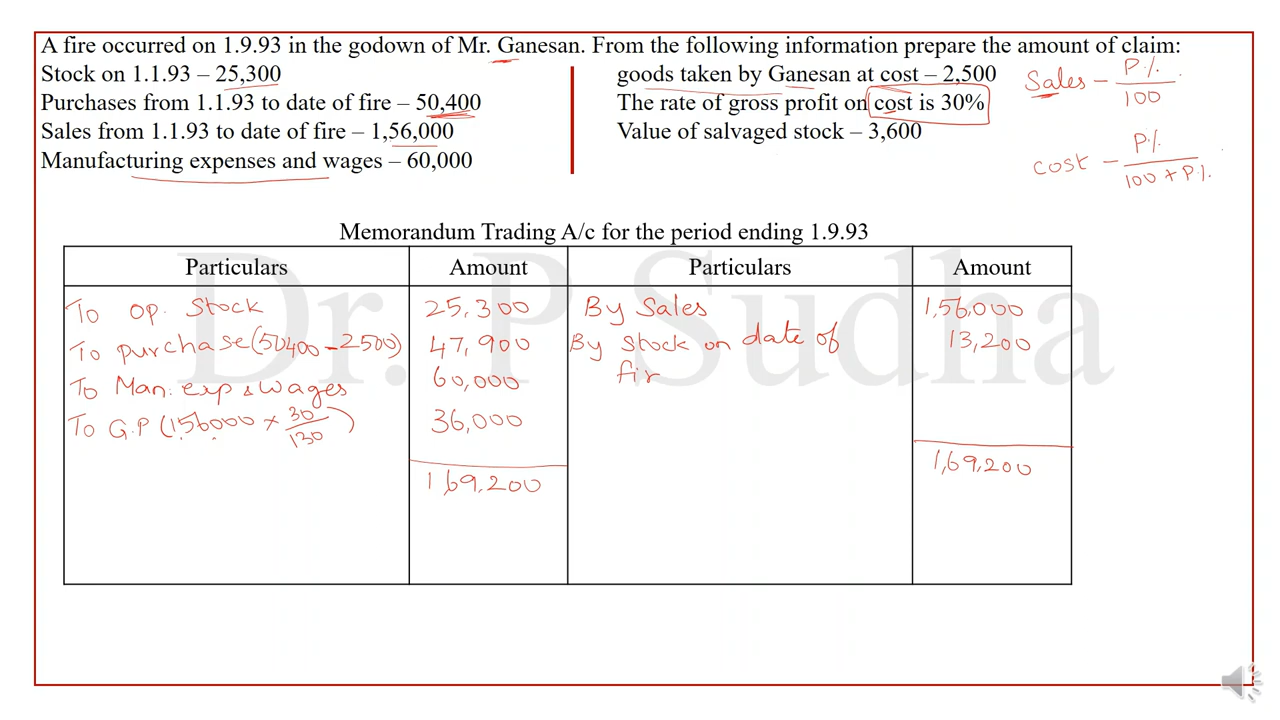 A fire occurred on 1.9.93 in the godown of Mr. Ganesan. From the following information prepare the amount of claim:
Stock on 1.1.93 – 25,300
Purchases from 1.1.93 to date of fire – 50,400
Sales from 1.1.93 to date of fire – 1,56,000
Manufacturing expenses and wages – 60,000
goods taken by Ganesan at cost – 2,500
The rate of gross profit on cost is 30%
Value of salvaged stock – 3,600
Sales – P.% / 100
cost – P.% / 100 + P.%
Memorandum Trading A/c for the period ending 1.9.93
Particulars Amount Particulars Amount
To Op. Stock 25,300 By Sales 1,56,000
To purchase (50400 - 2500) 47,900 By Stock on date of 13,200
To Man. exp & wages 60,000 fir
To G.P (156000 × 30/130) 36,000
1,69,200 1,69,200
Dr. P Sudha